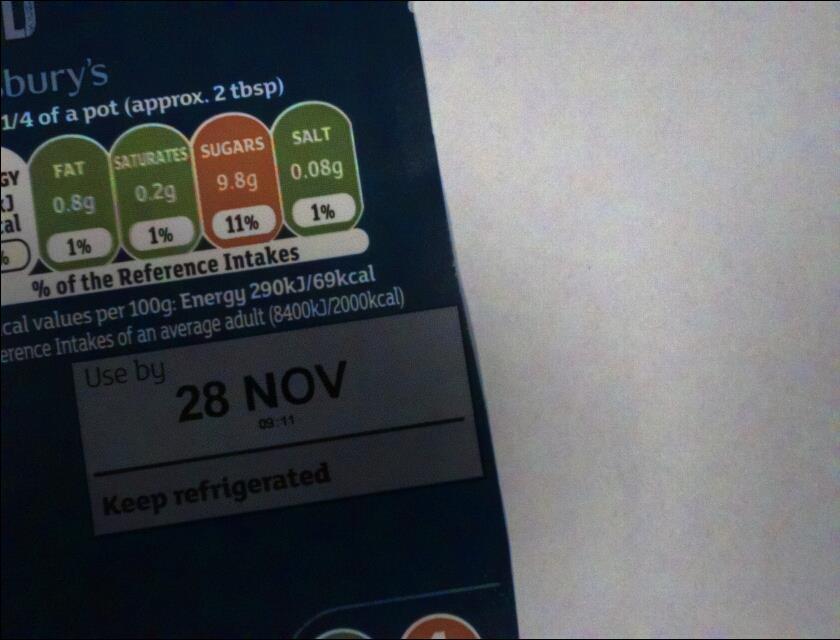 bury's
1/4 of a pot (approx. 2 tbsp)
FAT
0.8g
1%
SATURATES
0.2g
1%
SUGARS
9.8g
11%
SALT
0.08g
1%
% of the Reference Intakes
cal values per 100g: Energy 290kJ/69kcal
erence Intakes of an average adult (8400kJ/2000kcal)
Use by
28 NOV
09:11
Keep refrigerated